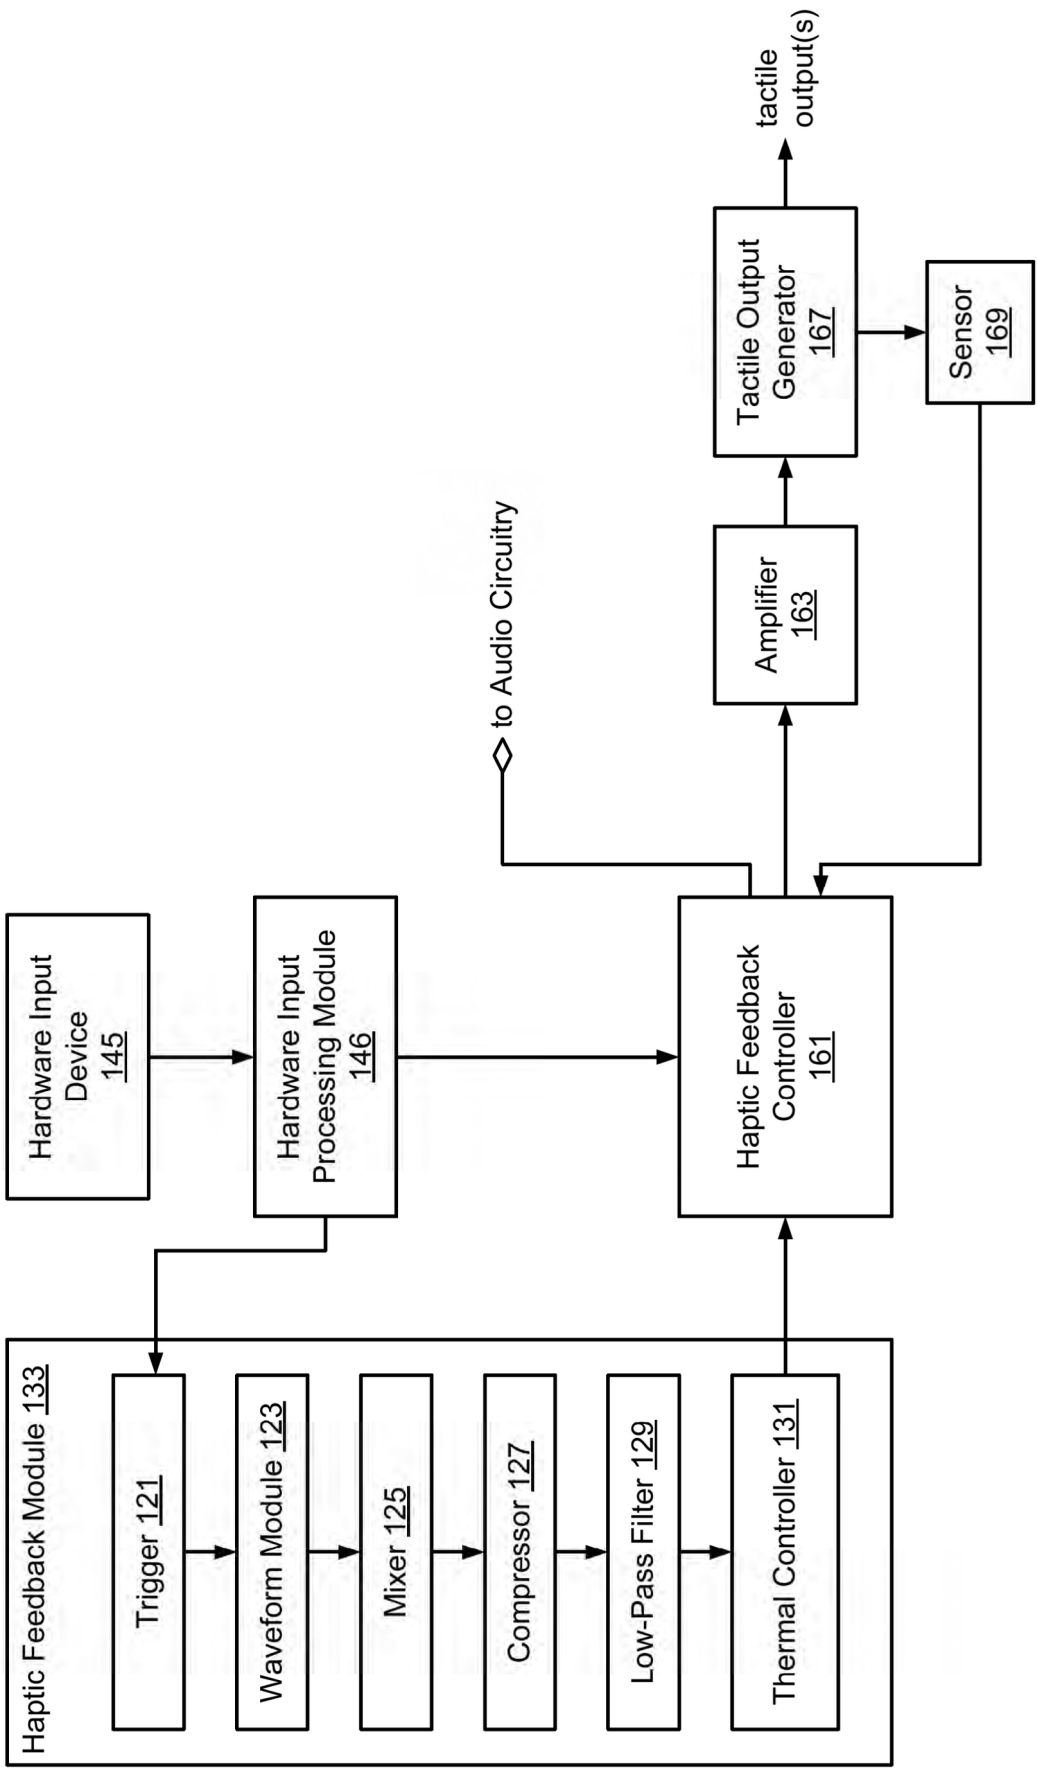 Haptic Feedback Module 133
Trigger 121
Waveform Module 123
Mixer 125
Compressor 127
Low-Pass Filter 129
Thermal Controller 131
Hardware Input
Device
145
Hardware Input
Processing Module
146
Haptic Feedback
Controller
161
to Audio Circuitry
Amplifier
163
Tactile Output
Generator
167
Sensor
169
tactile
output(s)